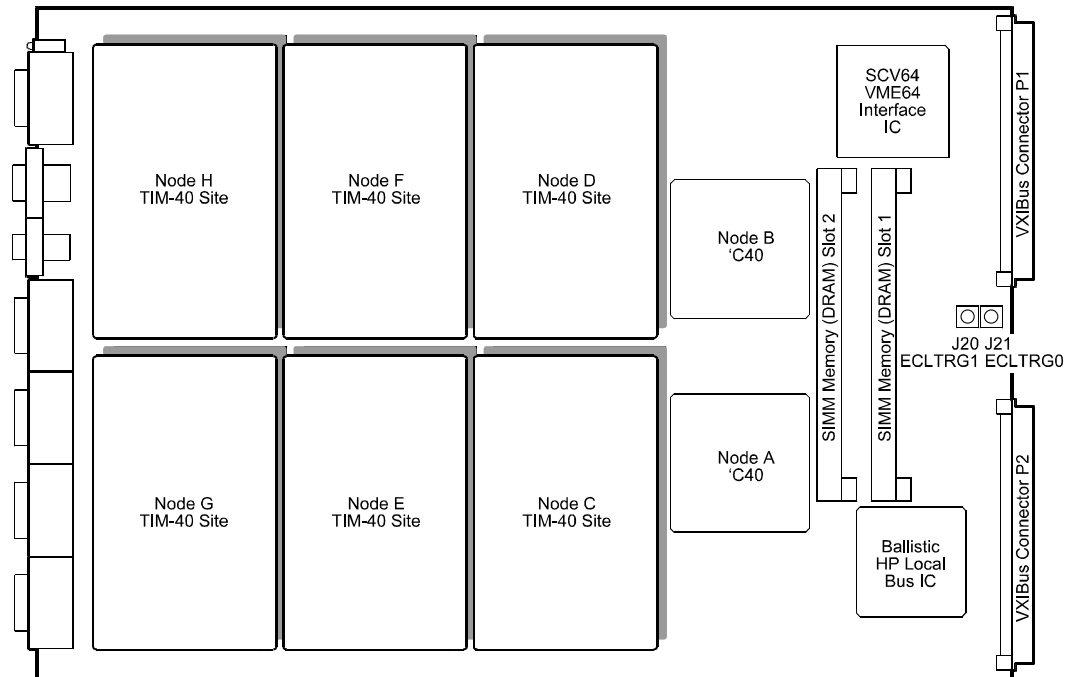 SCV64
VME64
Interface
IC
VXIBus Connector P1
Node H
TIM-40 Site
Node F
TIM-40 Site
Node D
TIM-40 Site
Node B
'C40
SIMM Memory (DRAM) Slot 2
SIMM Memory (DRAM) Slot 1
J20 J21
ECLTRG1 ECLTRG0
Node G
TIM-40 Site
Node E
TIM-40 Site
Node C
TIM-40 Site
Node A
'C40
Ballistic
HP Local
Bus IC
VXIBus Connector P2